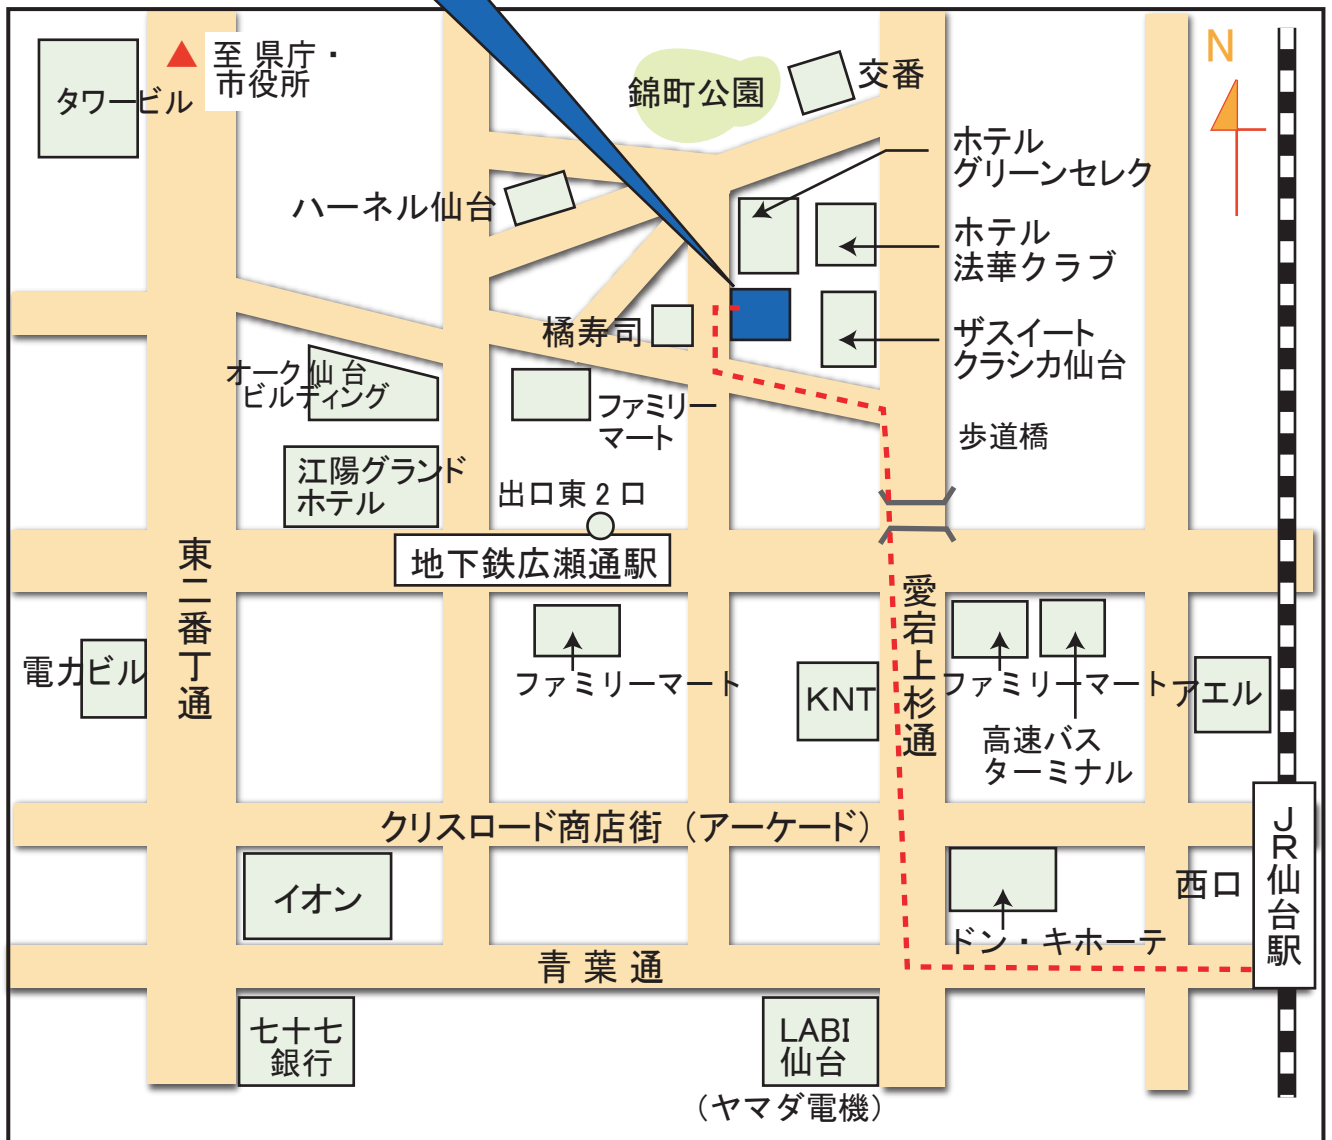 至 県庁・
市役所
タワービル
錦町公園
交番
N
ホテル
グリーンセレク
ハーネル仙台
ホテル
法華クラブ
橘寿司
ザスイート
クラシカ仙台
オーク仙台
ビルディング
ファミリー
マート
歩道橋
江陽グランド
ホテル
出口東2口
地下鉄広瀬通駅
東二番丁通
愛宕上杉通
電力ビル
ファミリーマート
KNT
ファミリーマート
アエル
高速バス
ターミナル
クリスロード商店街（アーケード）
JR仙台駅
西口
イオン
ドン・キホーテ
青葉通
七十七
銀行
LABI
仙台
（ヤマダ電機）